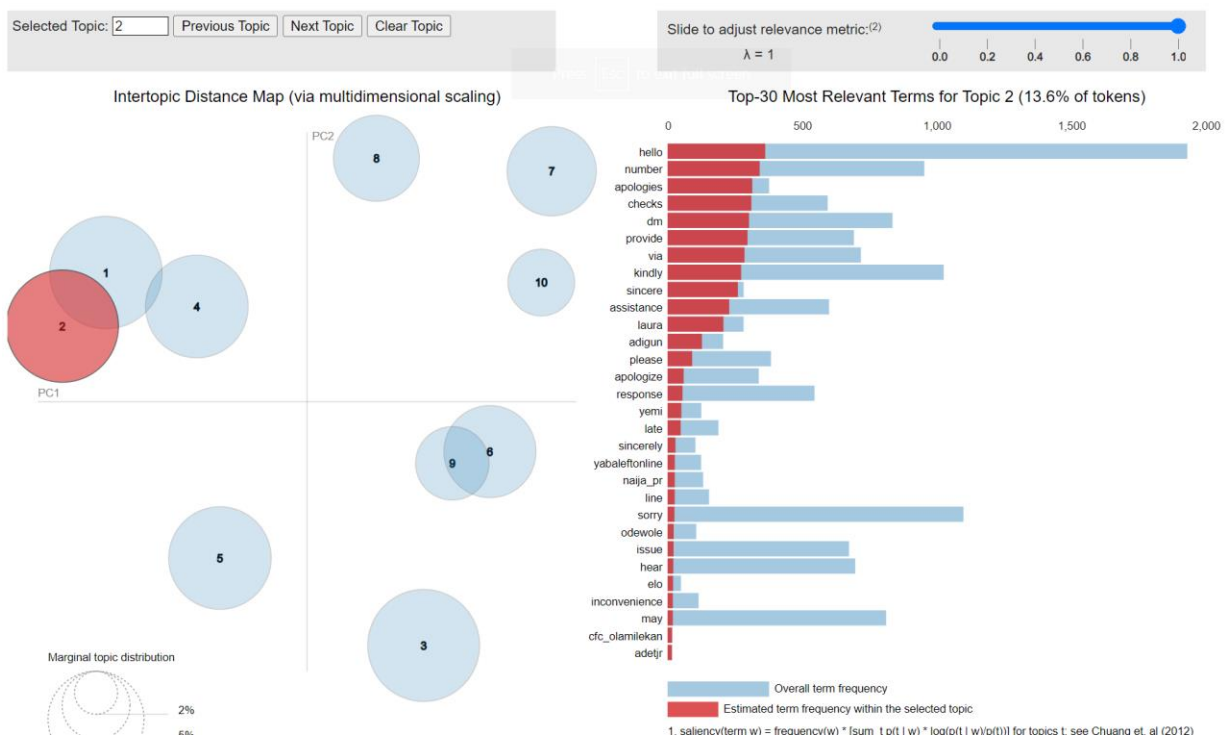 Selected Topic: 2 Previous Topic Next Topic Clear Topic
Slide to adjust relevance metric:(2)
λ = 1
0.0 0.2 0.4 0.6 0.8 1.0
Press Esc to exit full screen
Intertopic Distance Map (via multidimensional scaling)
PC2
8
7
1
10
4
2
PC1
6
9
5
3
Marginal topic distribution
2%
5%
Top-30 Most Relevant Terms for Topic 2 (13.6% of tokens)
0 500 1,000 1,500 2,000
hello
number
apologies
checks
dm
provide
via
kindly
sincere
assistance
laura
adigun
please
apologize
response
yemi
late
sincerely
yabaleftonline
naija_pr
line
sorry
odewole
issue
hear
elo
inconvenience
may
cfc_olamilekan
adetjr
Overall term frequency
Estimated term frequency within the selected topic
1. saliency(term w) = frequency(w) * [sum_t p(t | w) * log(p(t | w)/p(t))] for topics t; see Chuang et. al (2012)